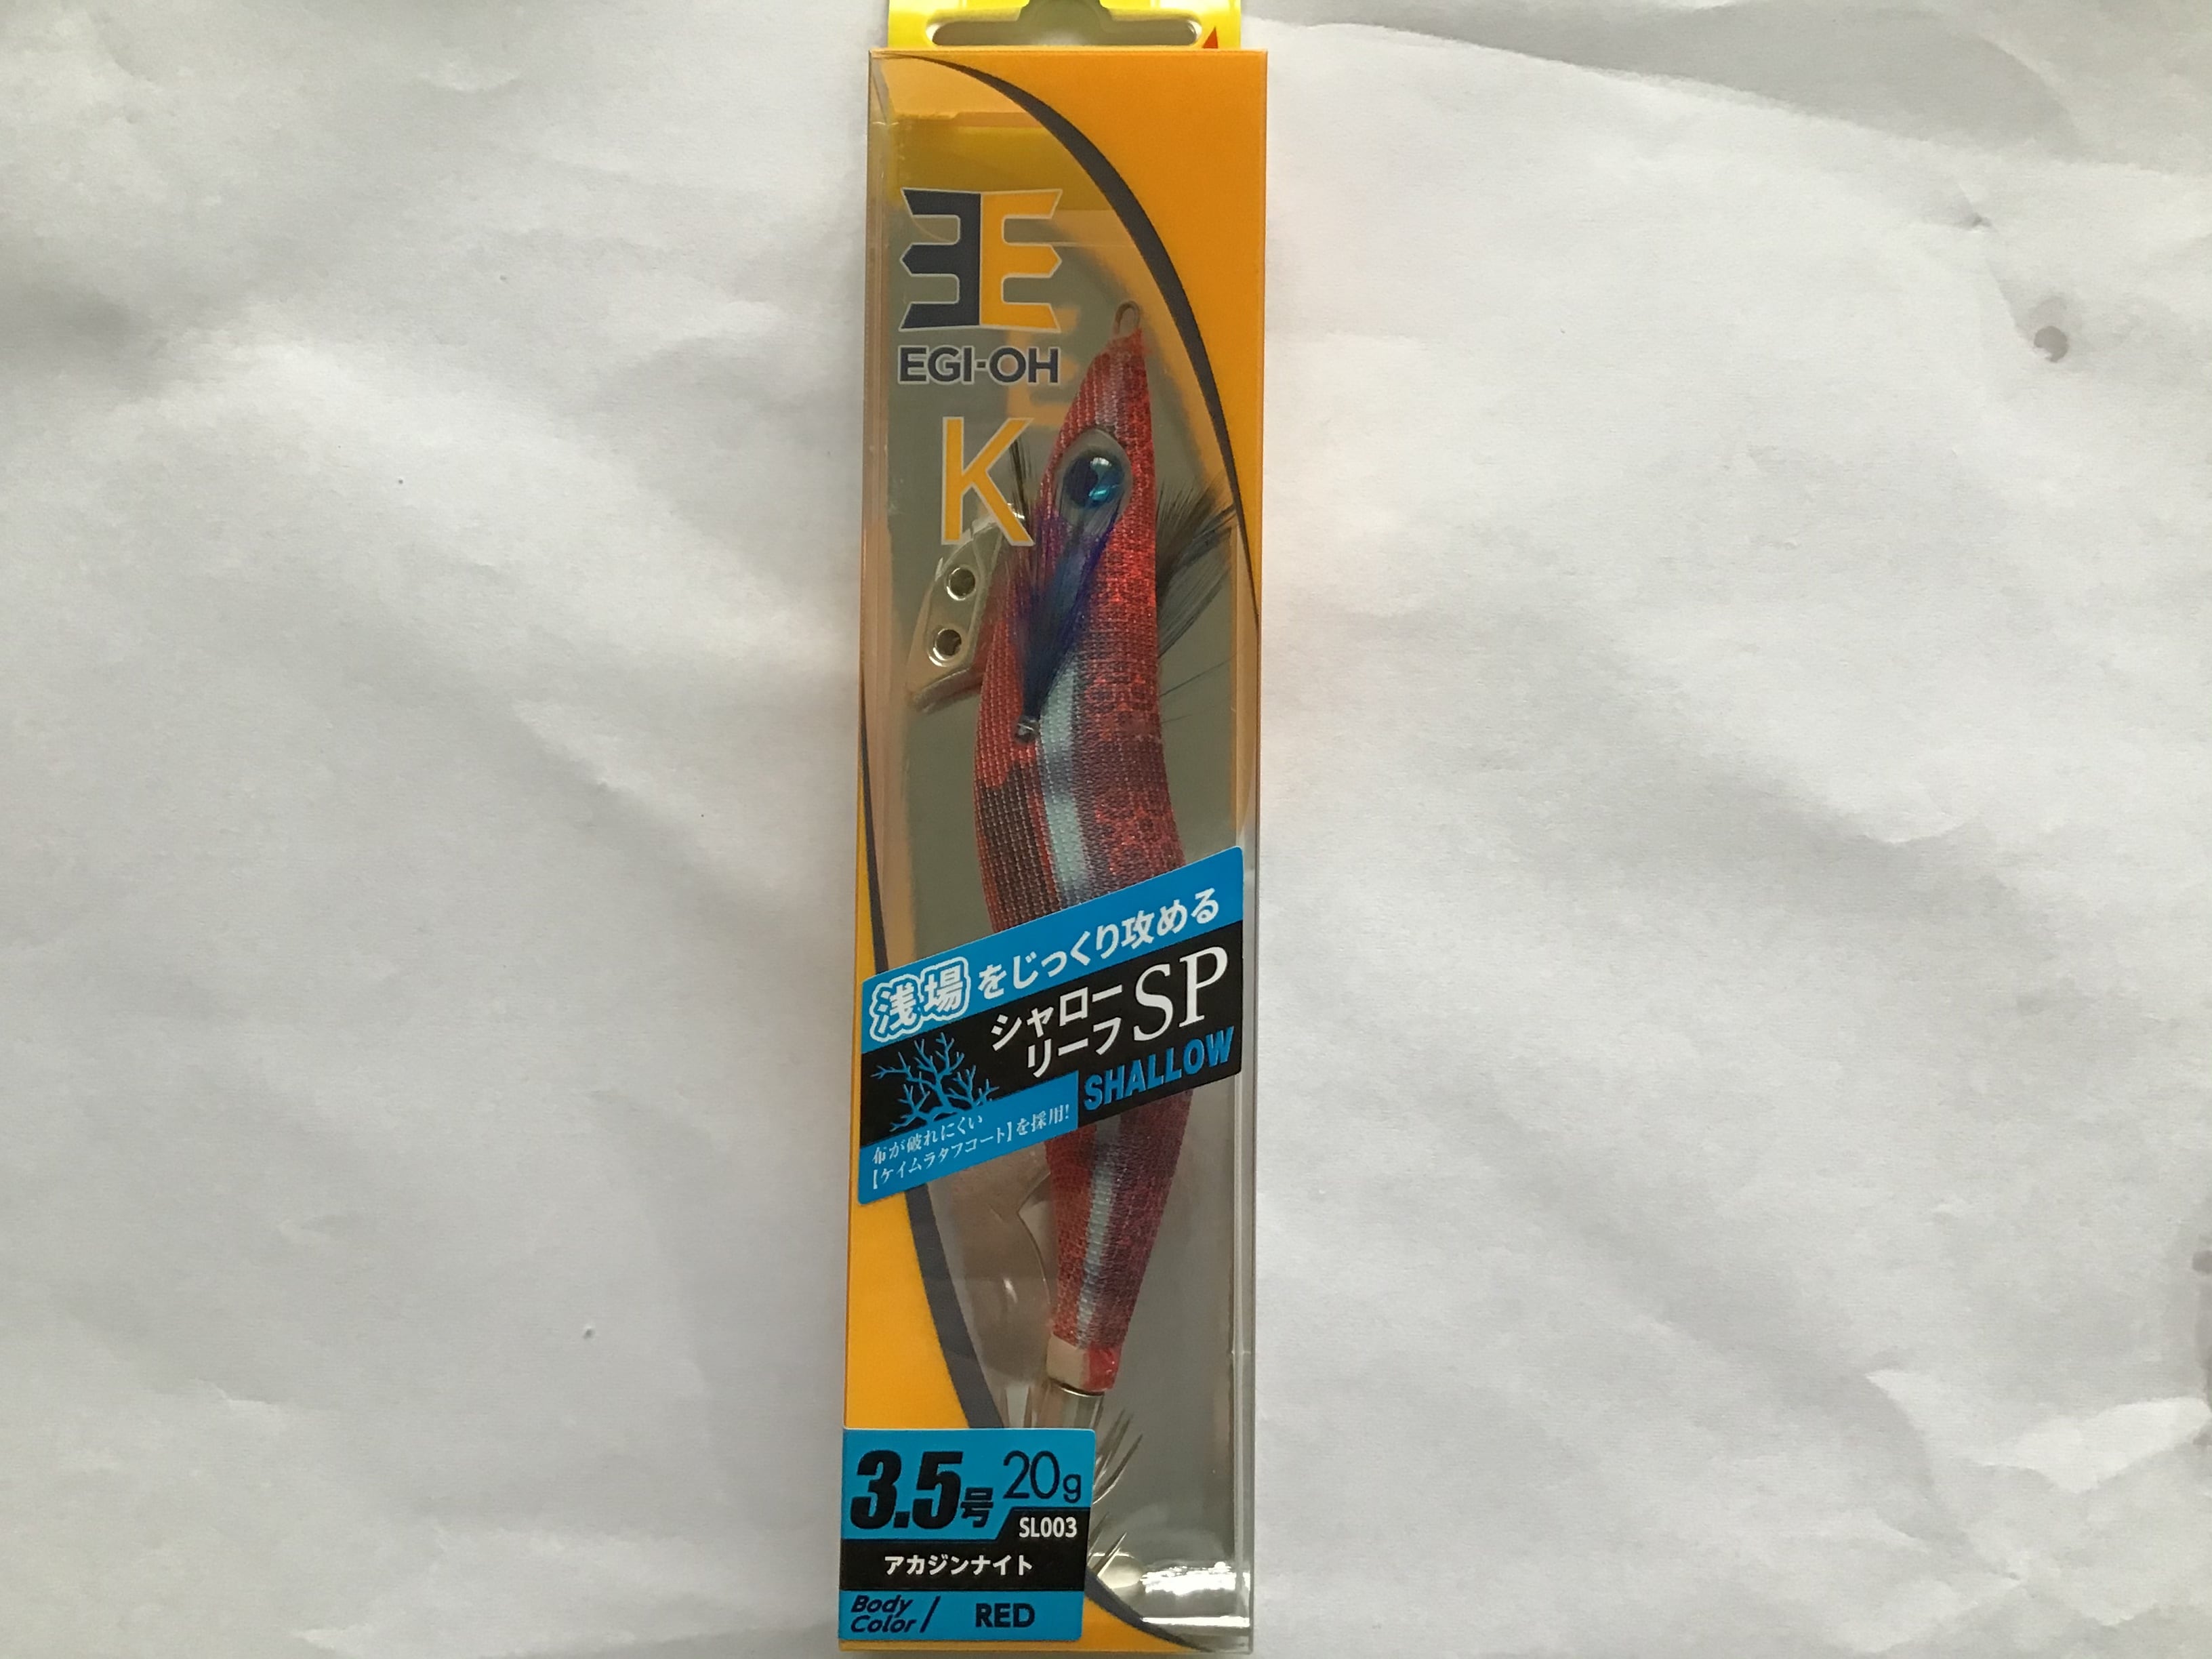 EGI-OH
K
浅場をじっくり攻める
シャロー
リーフSP
SHALLOW
布が破れにくい
【ケイムラタフコート】を採用!
3.5号 20g
SL003
アカジンナイト
Body Color/ RED